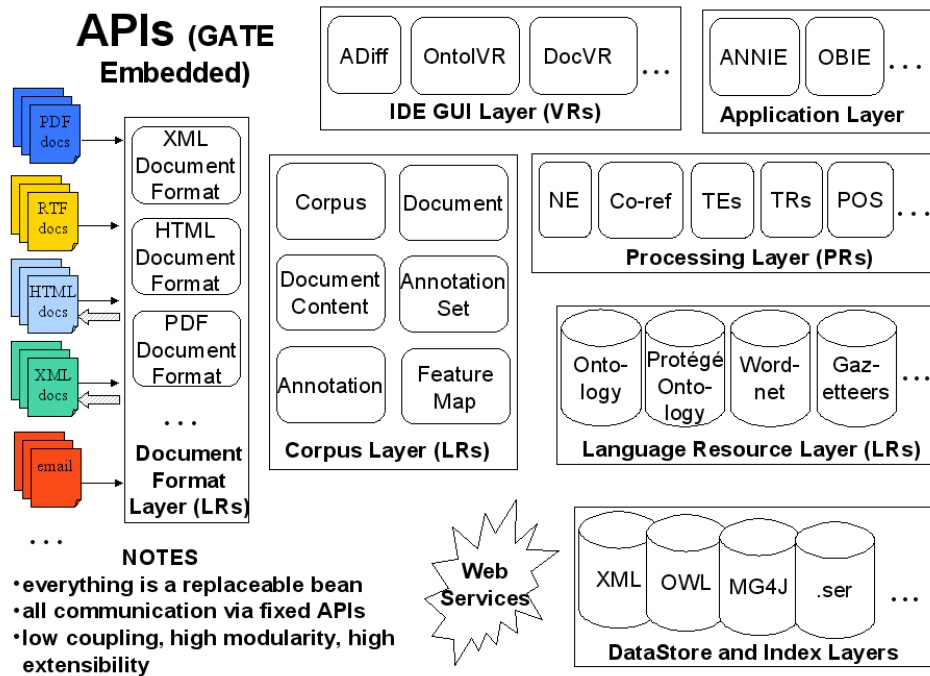 APIs (GATE
Embedded)
PDF
docs
RTF
docs
HTML
docs
XML
docs
email
...
XML
Document
Format
HTML
Document
Format
PDF
Document
Format
...
Document
Format
Layer (LRs)
ADiff
OntolVR
DocVR
...
IDE GUI Layer (VRs)
ANNIE
OBIE
...
Application Layer
Corpus
Document
Document
Content
Annotation
Set
Annotation
Feature
Map
Corpus Layer (LRs)
NE
Co-ref
TEs
TRs
POS
...
Processing Layer (PRs)
Onto-
logy
Protégé
Onto-
logy
Word-
net
Gaz-
etteers
...
Language Resource Layer (LRs)
NOTES
•everything is a replaceable bean
•all communication via fixed APIs
•low coupling, high modularity, high
extensibility
Web
Services
XML
OWL
MG4J
.ser
...
DataStore and Index Layers